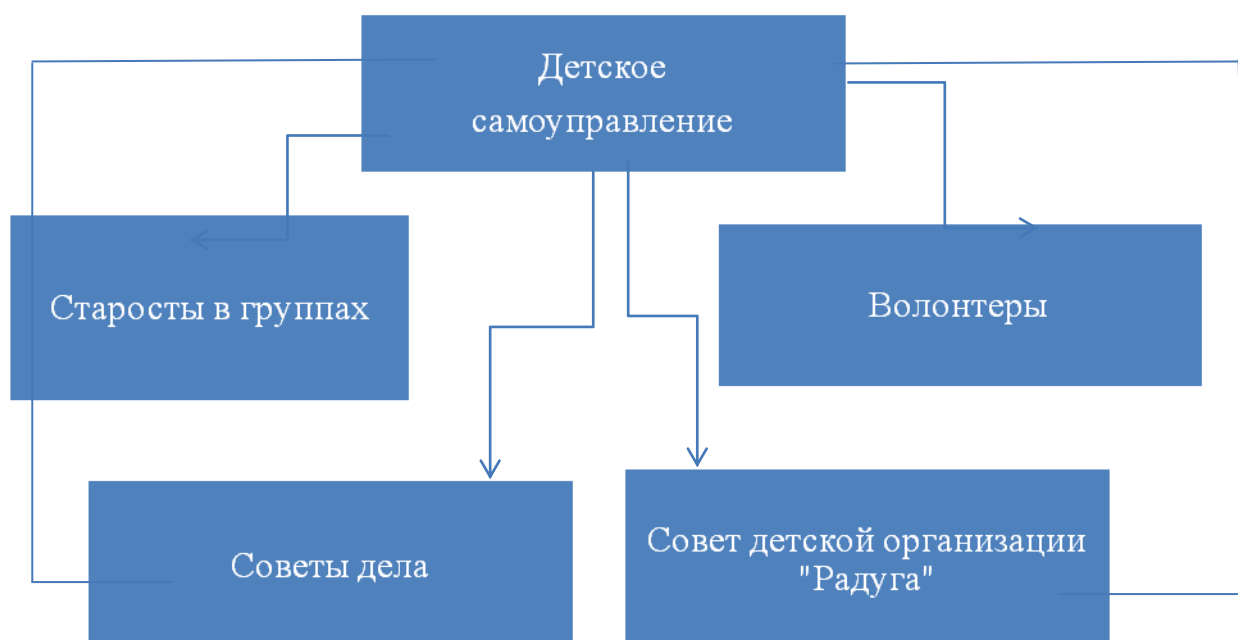 Детское
самоуправление
Старосты в группах
Волонтеры
Советы дела
Совет детской организации
"Радуга"